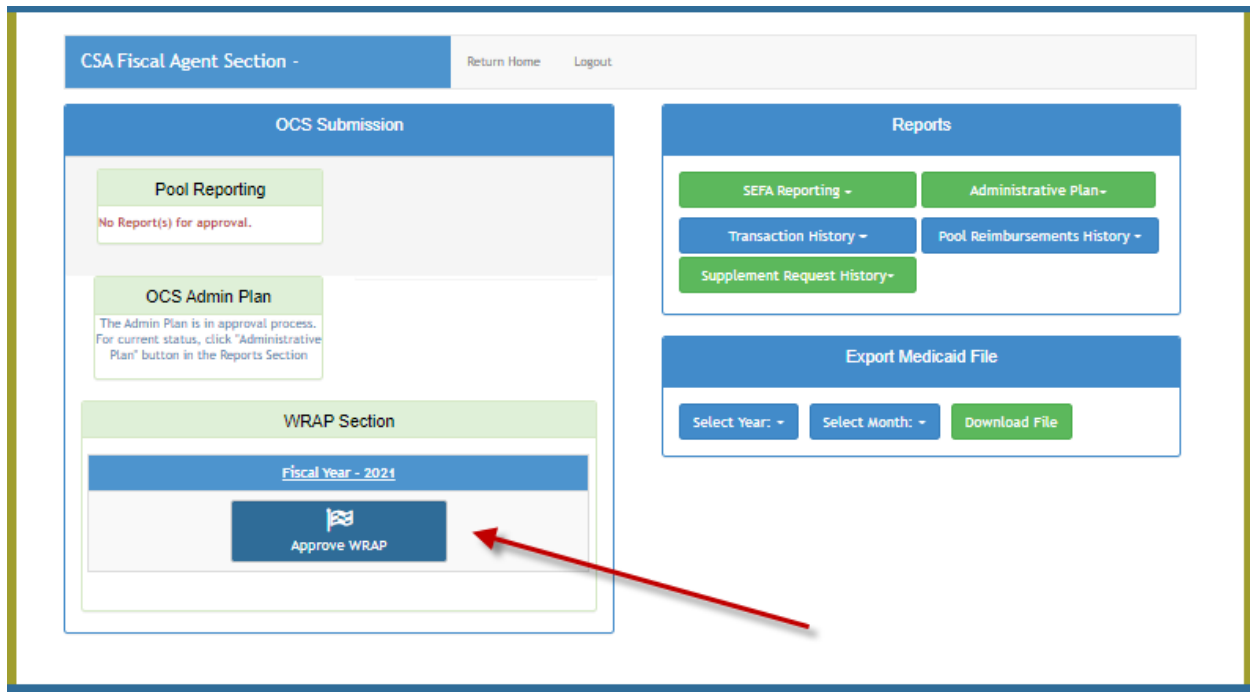 CSA Fiscal Agent Section -
Return Home
Logout
OCS Submission
Pool Reporting
No Report(s) for approval.
OCS Admin Plan
The Admin Plan is in approval process.
For current status, click "Administrative
Plan" button in the Reports Section
WRAP Section
Fiscal Year - 2021
Approve WRAP
Reports
SEFA Reporting
Administrative Plan
Transaction History
Pool Reimbursements History
Supplement Request History
Export Medicaid File
Select Year:
Select Month:
Download File